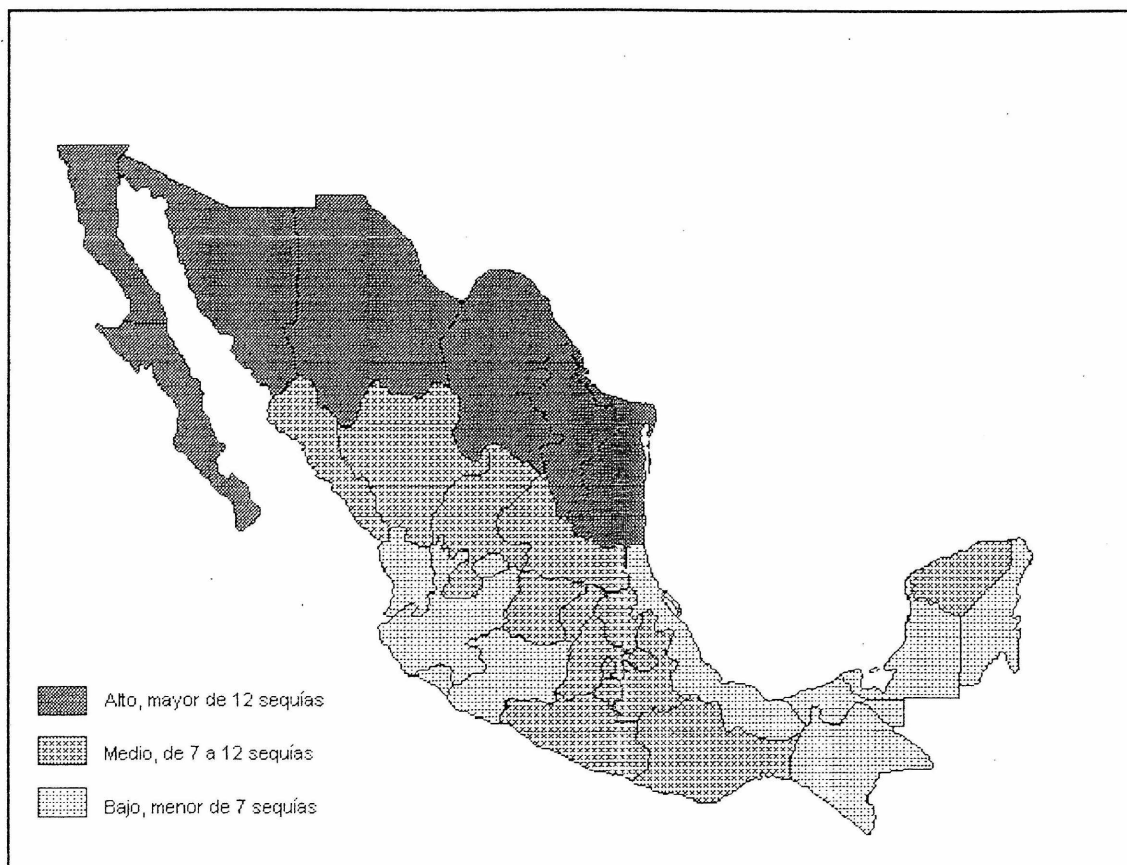 Alto, mayor de 12 sequías
Medio, de 7 a 12 sequías
Bajo, menor de 7 sequías